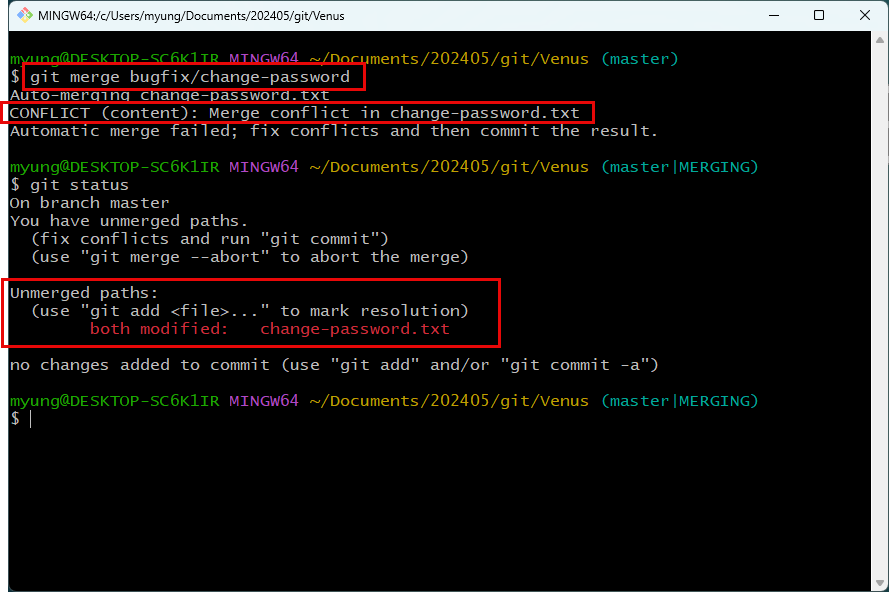 MINGW64:/c/Users/myung/Documents/202405/git/Venus
myung@DESKTOP-SC6K1IR MINGW64 ~/Documents/202405/git/Venus (master)
$ git merge bugfix/change-password
Auto-merging change-password.txt
CONFLICT (content): Merge conflict in change-password.txt
Automatic merge failed; fix conflicts and then commit the result.
myung@DESKTOP-SC6K1IR MINGW64 ~/Documents/202405/git/Venus (master|MERGING)
$ git status
On branch master
You have unmerged paths.
(fix conflicts and run "git commit")
(use "git merge --abort" to abort the merge)
Unmerged paths:
(use "git add <file>..." to mark resolution)
both modified:   change-password.txt
no changes added to commit (use "git add" and/or "git commit -a")
myung@DESKTOP-SC6K1IR MINGW64 ~/Documents/202405/git/Venus (master|MERGING)
$